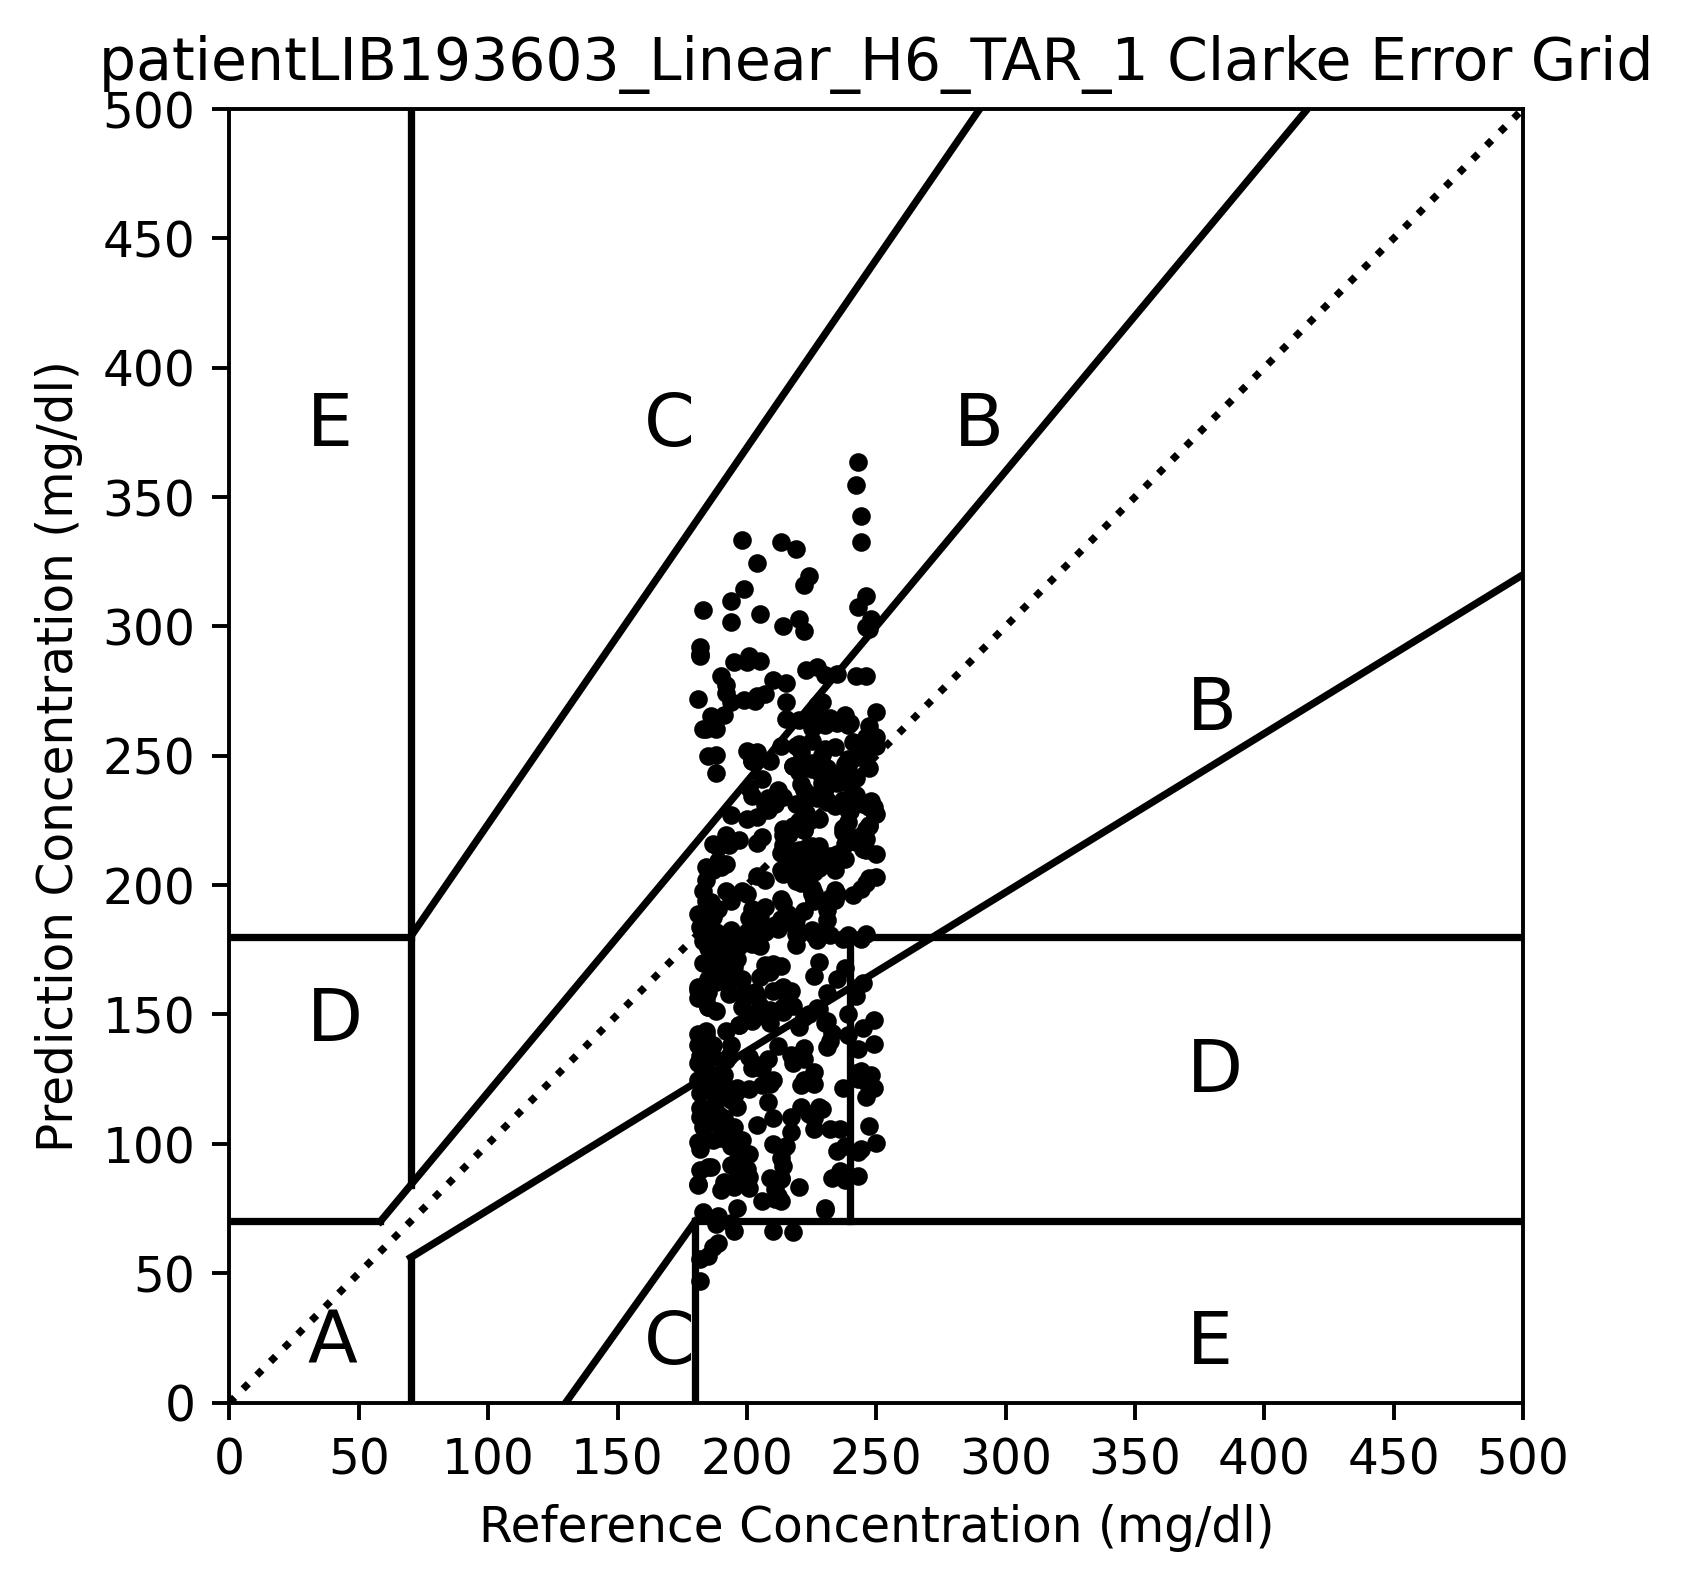 patientLIB193603_Linear_H6_TAR_1 Clarke Error Grid
500
450
400
350
300
250
200
150
100
50
0
Prediction Concentration (mg/dl)
E
C
B
B
D
D
A
C
E
0 50 100 150 200 250 300 350 400 450 500
Reference Concentration (mg/dl)